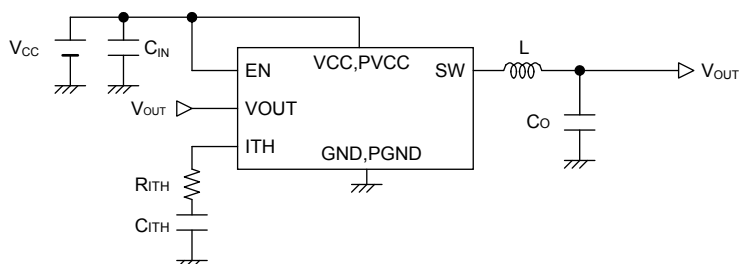 VCC
CIN
EN
VCC,PVCC
SW
L
VOUT
VOUT
VOUT
ITH
GND,PGND
CO
RITH
CITH